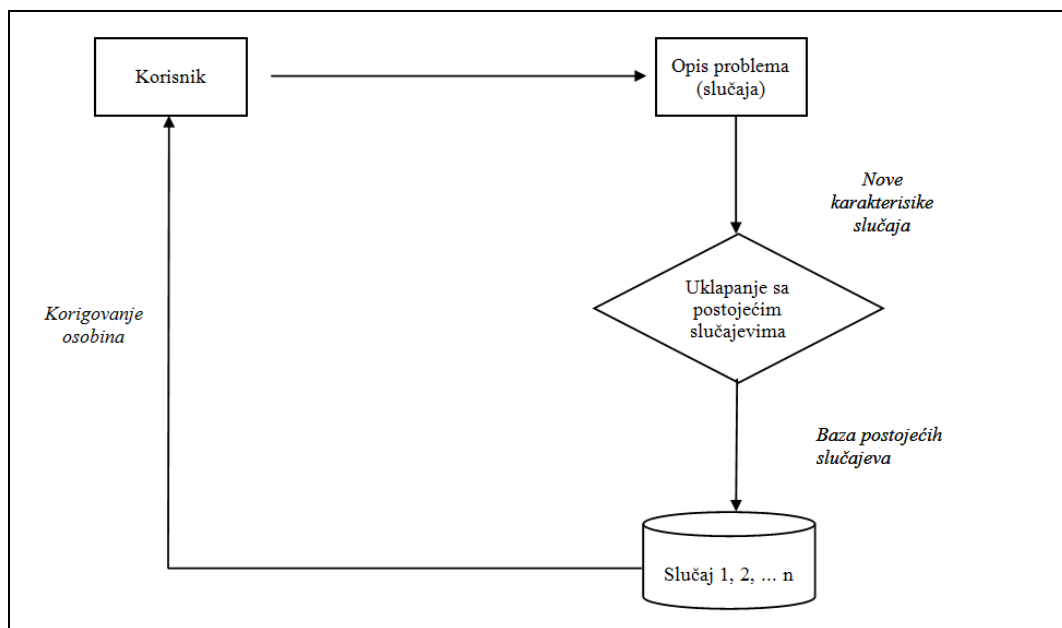 Korisnik
Opis problema
(slučaja)
Nove
karakterisike
slučaja
Uklapanje sa
postojećim
slučajevima
Korigovanje
osobina
Baza postojećih
slučajeva
Slučaj 1, 2, ... n